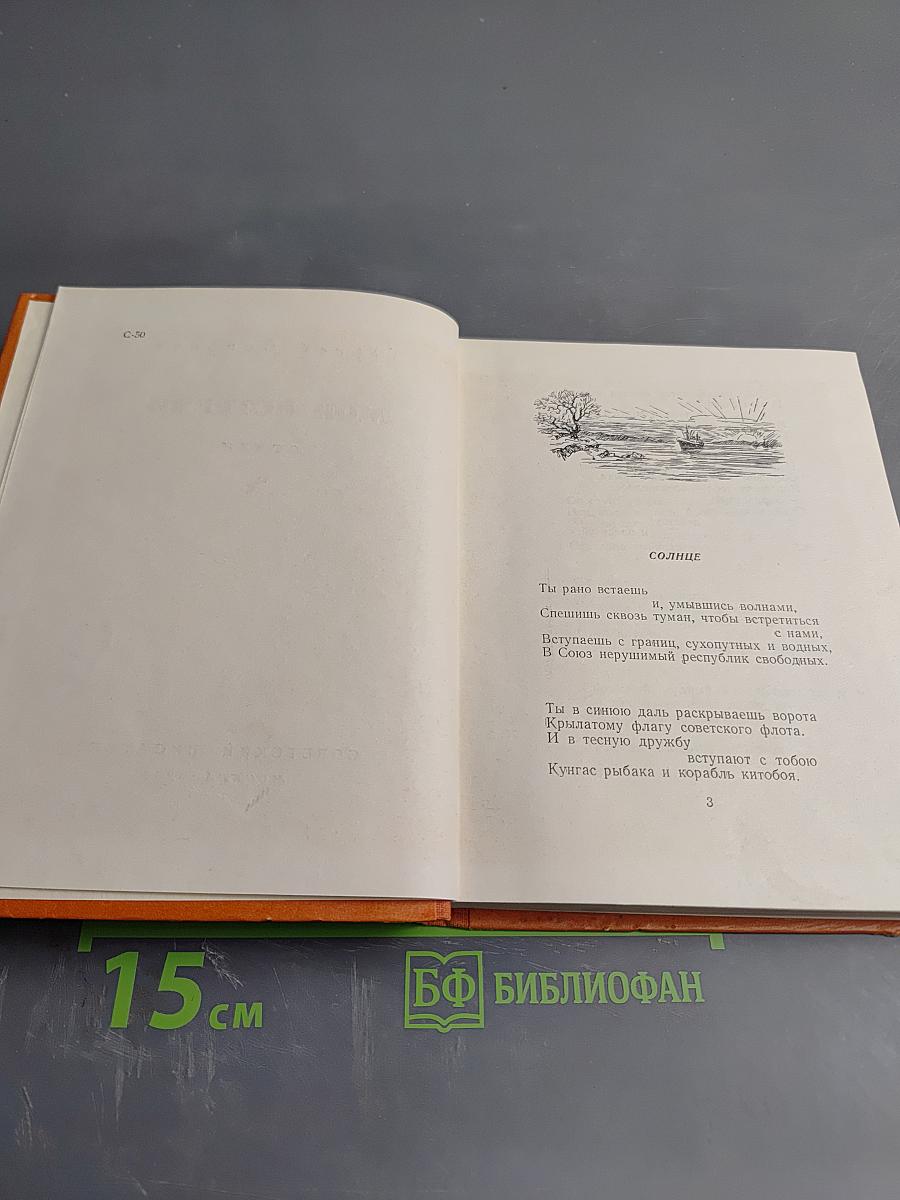 С-50
СОЛНЦЕ
Ты рано встаешь
и, умывшись волнами,
Спешишь сквозь туман, чтобы встретиться
с нами,
Вступаешь с границ, сухопутных и водных,
В Союз нерушимый республик свободных.
Ты в синюю даль раскрываешь ворота
Крылатому флагу советского флота.
И в тесную дружбу
вступают с тобою
Кунгас рыбака и корабль китобоя.
3
15 см
БФ БИБЛИОФАН